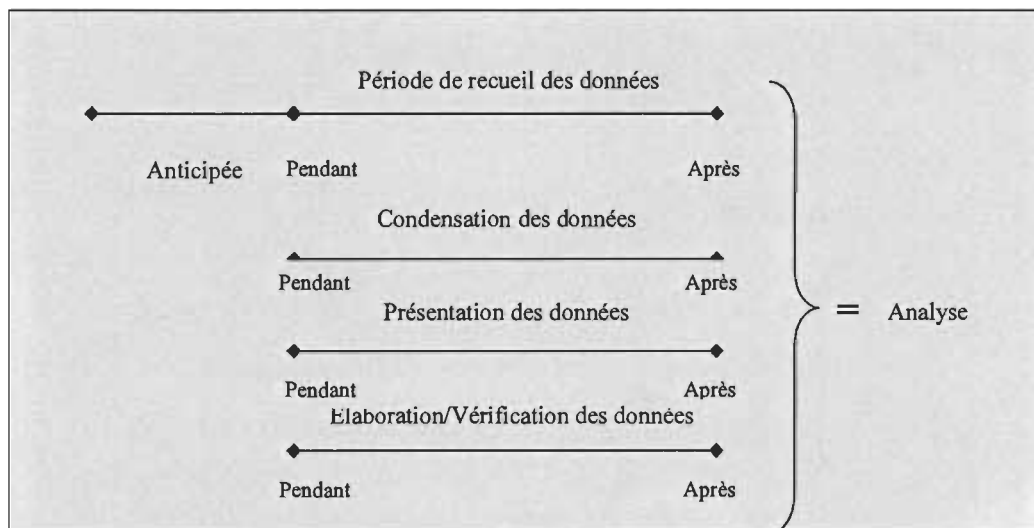 Période de recueil des données
Anticipée Pendant Après
Condensation des données
Pendant Après
Présentation des données
= Analyse
Pendant Après
Elaboration/Vérification des données
Pendant Après